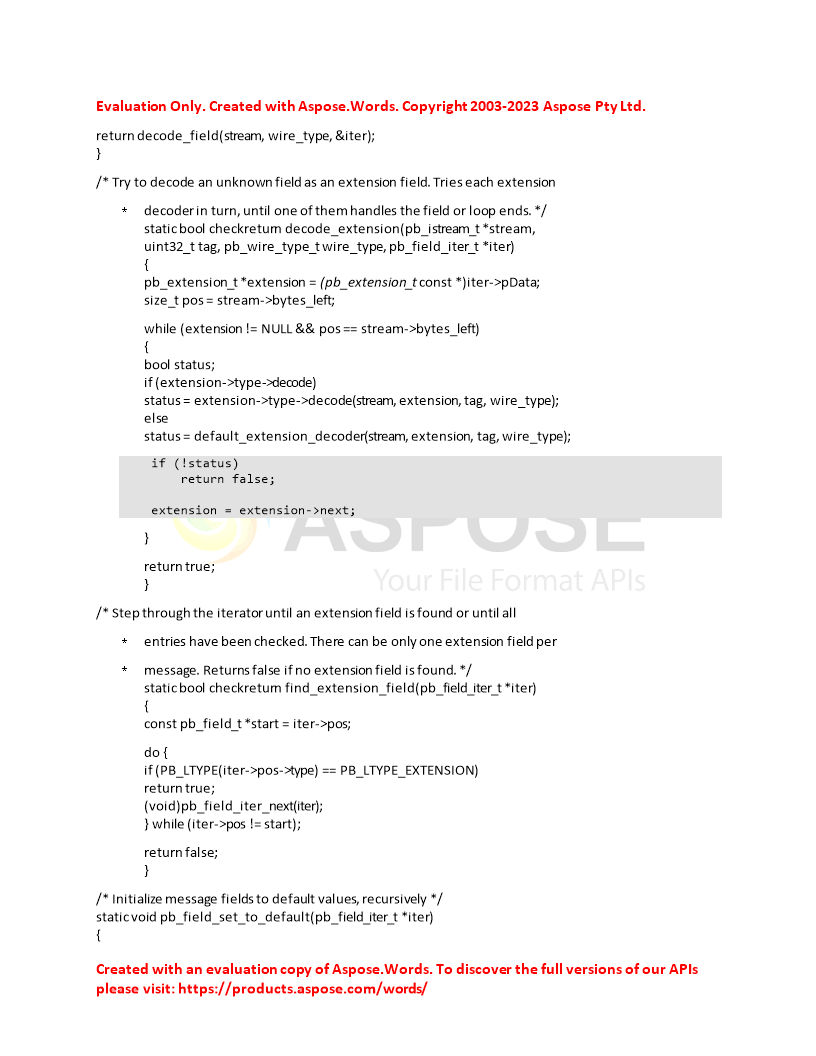 Evaluation Only. Created with Aspose.Words. Copyright 2003-2023 Aspose Pty Ltd.
return decode_field(stream, wire_type, &iter);
}
/* Try to decode an unknown field as an extension field. Tries each extension
* decoder in turn, until one of them handles the field or loop ends. */
static bool checkreturn decode_extension(pb_istream_t *stream,
uint32_t tag, pb_wire_type_t wire_type, pb_field_iter_t *iter)
{
pb_extension_t *extension = (pb_extension_t const *)iter->pData;
size_t pos = stream->bytes_left;
while (extension != NULL && pos == stream->bytes_left)
{
bool status;
if (extension->type->decode)
status = extension->type->decode(stream, extension, tag, wire_type);
else
status = default_extension_decoder(stream, extension, tag, wire_type);
if (!status)
return false;
extension = extension->next;
ASPOSE
}
return true;
Your File Format APIs
}
/* Step through the iterator until an extension field is found or until all
* entries have been checked. There can be only one extension field per
* message. Returns false if no extension field is found. */
static bool checkreturn find_extension_field(pb_field_iter_t *iter)
{
const pb_field_t *start = iter->pos;
do {
if (PB_LTYPE(iter->pos->type) == PB_LTYPE_EXTENSION)
return true;
(void)pb_field_iter_next(iter);
} while (iter->pos != start);
return false;
}
/* Initialize message fields to default values, recursively */
static void pb_field_set_to_default(pb_field_iter_t *iter)
{
Created with an evaluation copy of Aspose.Words. To discover the full versions of our APIs
please visit: https://products.aspose.com/words/